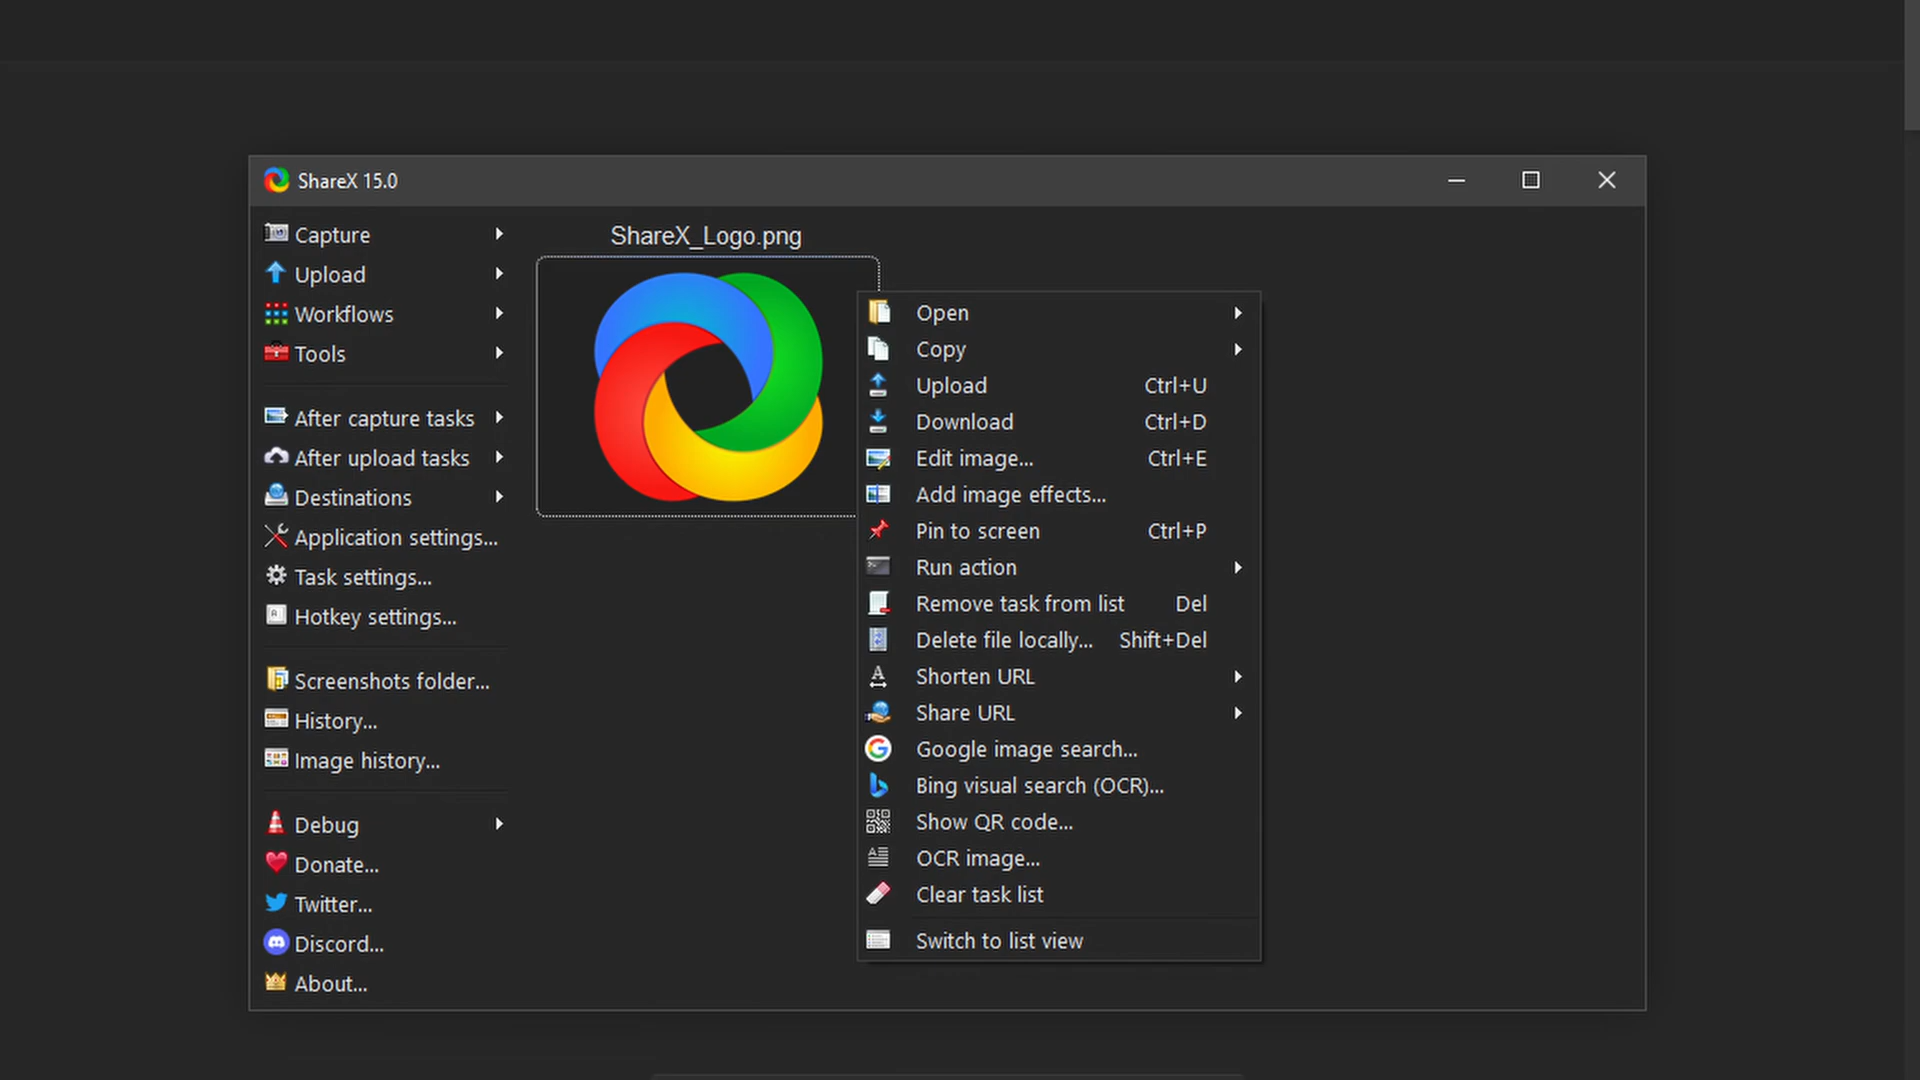 ShareX 15.0
Capture
Upload
Workflows
Tools
After capture tasks
After upload tasks
Destinations
Application settings...
Task settings...
Hotkey settings...
Screenshots folder...
History...
Image history...
Debug
Donate...
Twitter...
Discord...
About...
ShareX_Logo.png
Open
Copy
Upload Ctrl+U
Download Ctrl+D
Edit image... Ctrl+E
Add image effects...
Pin to screen Ctrl+P
Run action
Remove task from list Del
Delete file locally... Shift+Del
Shorten URL
Share URL
Google image search...
Bing visual search (OCR)...
Show QR code...
OCR image...
Clear task list
Switch to list view